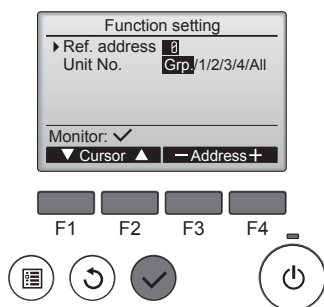 Function setting
Ref. address 0
Unit No. Grp./1/2/3/4/All
Monitor:
Cursor −Address+
F1 F2 F3 F4